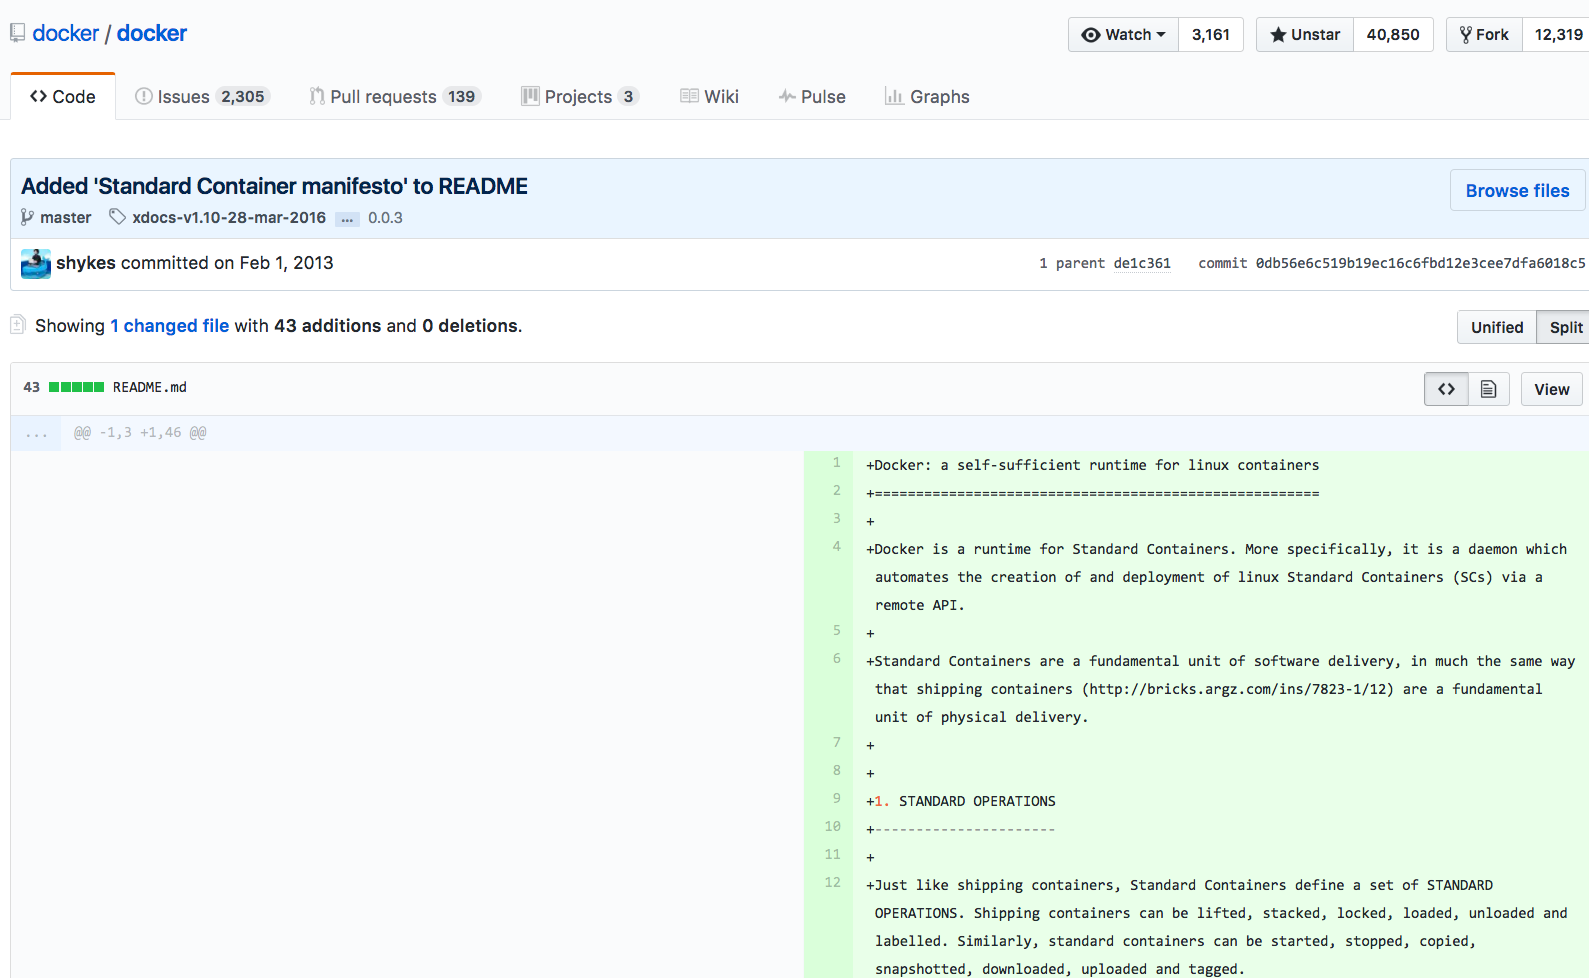 docker / docker
Watch 3,161 Unstar 40,850 Fork 12,319
Code Issues 2,305 Pull requests 139 Projects 3 Wiki Pulse Graphs
Added 'Standard Container manifesto' to README
Browse files
master xdocs-v1.10-28-mar-2016 … 0.0.3
shykes committed on Feb 1, 2013 1 parent de1c361 commit 0db56e6c519b19ec16c6fbd12e3cee7dfa6018c5
Showing 1 changed file with 43 additions and 0 deletions.
Unified Split
43 README.md View
... @@ -1,3 +1,46 @@
1 +Docker: a self-sufficient runtime for linux containers
2 +======================================================
3 +
4 +Docker is a runtime for Standard Containers. More specifically, it is a daemon which
automates the creation of and deployment of linux Standard Containers (SCs) via a
remote API.
5 +
6 +Standard Containers are a fundamental unit of software delivery, in much the same way
that shipping containers (http://bricks.argz.com/ins/7823-1/12) are a fundamental
unit of physical delivery.
7 +
8 +
9 +1. STANDARD OPERATIONS
10 +----------------------
11 +
12 +Just like shipping containers, Standard Containers define a set of STANDARD
OPERATIONS. Shipping containers can be lifted, stacked, locked, loaded, unloaded and
labelled. Similarly, standard containers can be started, stopped, copied,
snapshotted, downloaded, uploaded and tagged.